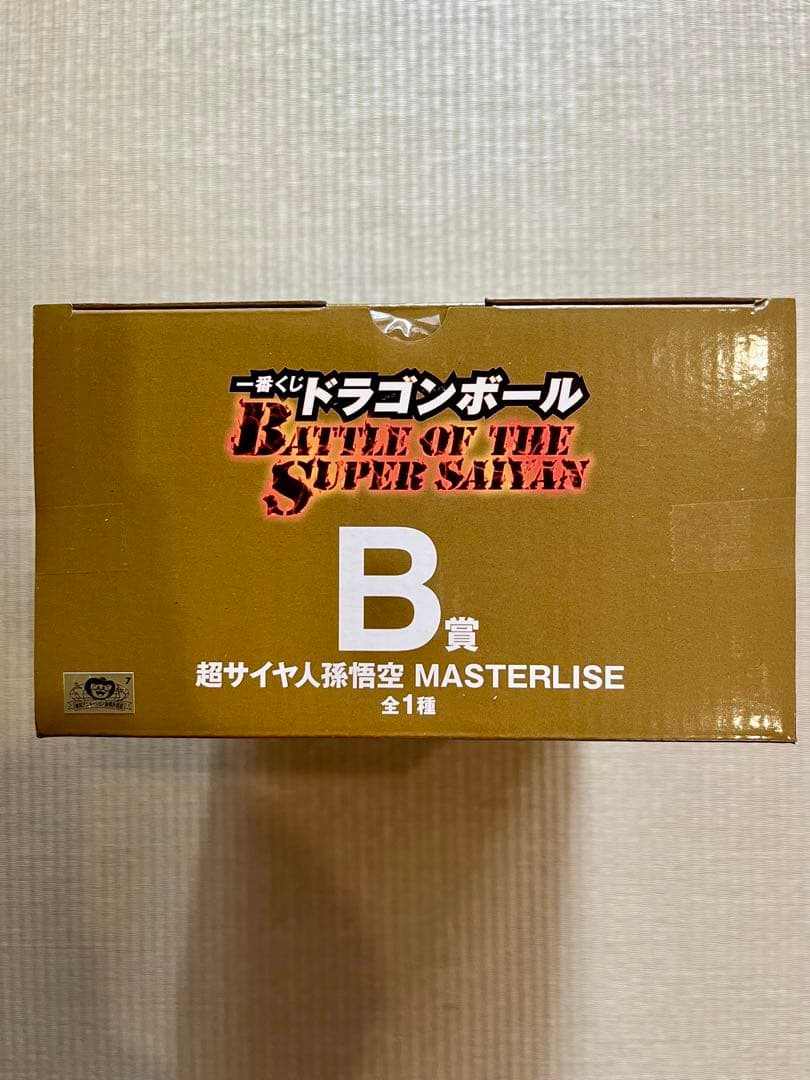 一番くじ ドラゴンボール
BATTLE OF THE
SUPER SAIYAN
B賞
超サイヤ人孫悟空 MASTERLISE
全1種
7